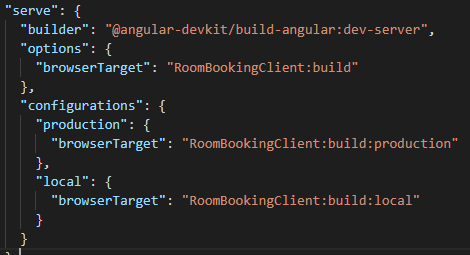 "serve": {
"builder": "@angular-devkit/build-angular:dev-server",
"options": {
"browserTarget": "RoomBookingClient:build"
},
"configurations": {
"production": {
"browserTarget": "RoomBookingClient:build:production"
},
"local": {
"browserTarget": "RoomBookingClient:build:local"
}
}
}